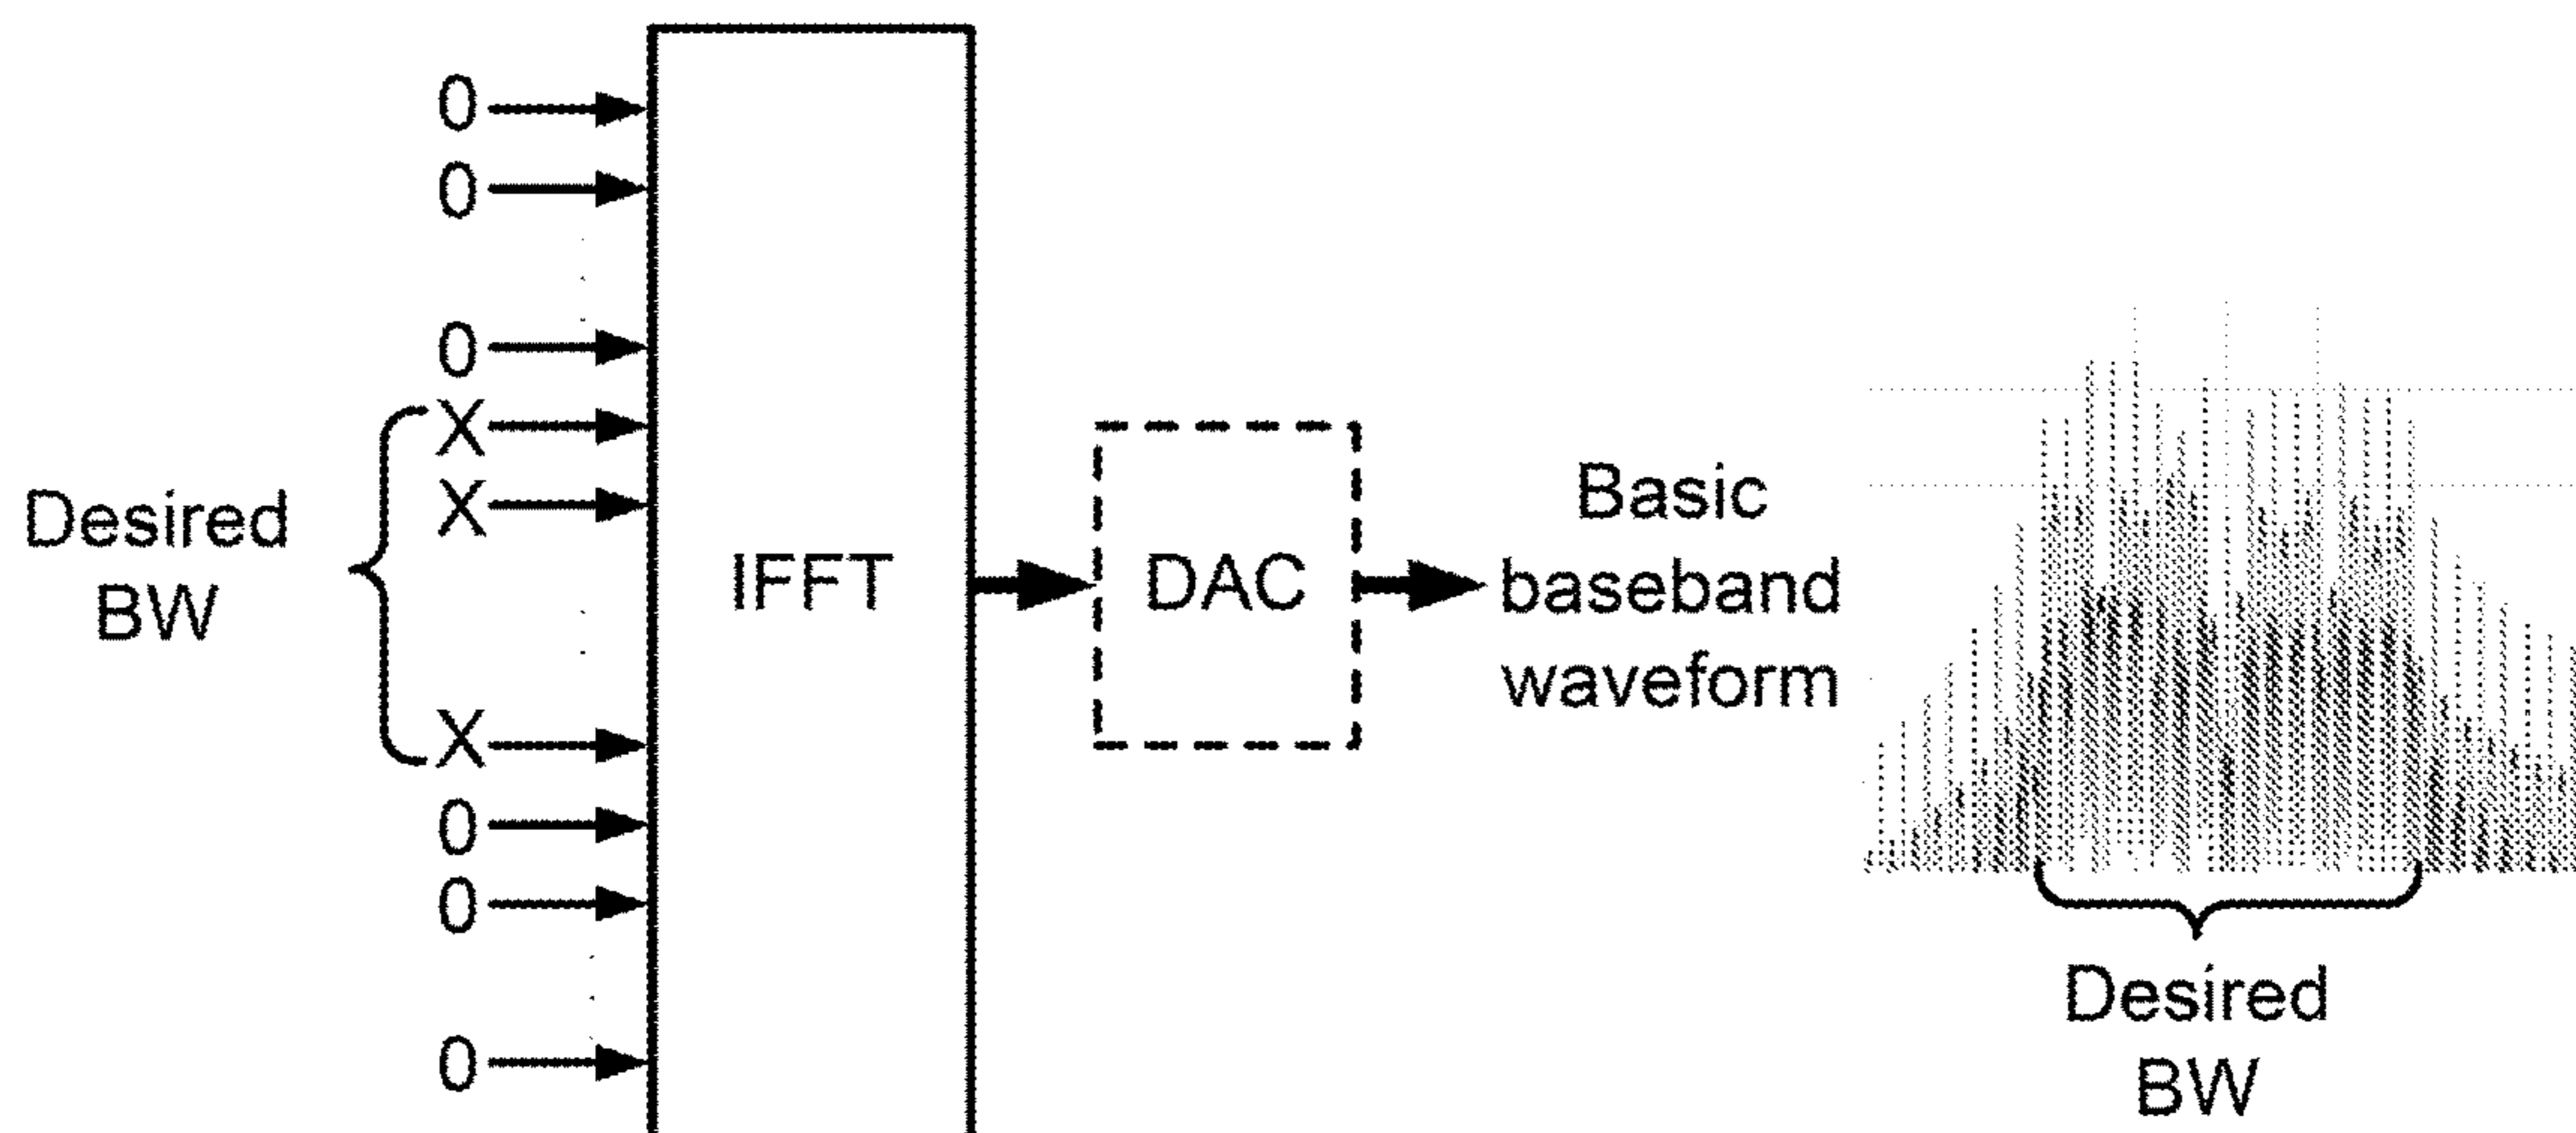 0
0
0
X
X
X
0
0
0
Desired
BW
IFFT
DAC
Basic
baseband
waveform
Desired
BW